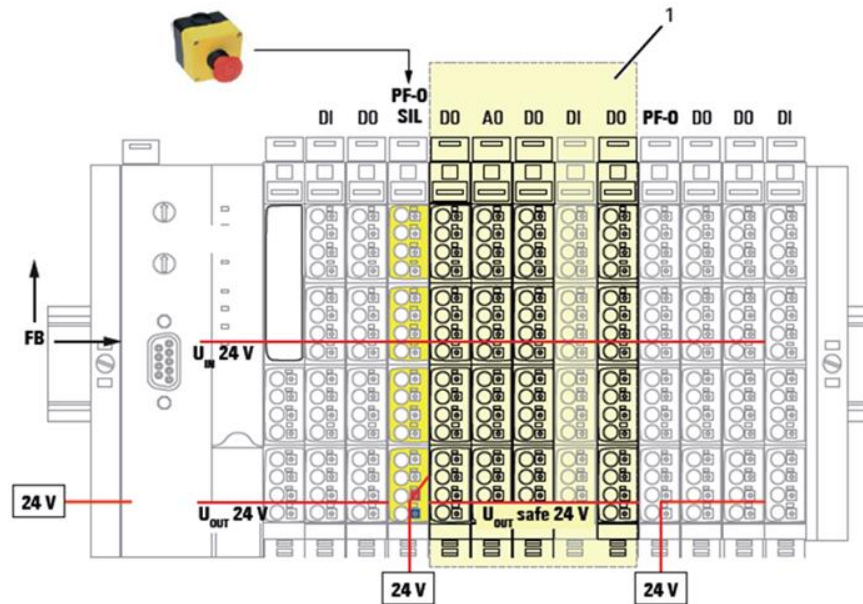 1
PF-O
SIL
DI
DO
DO
AO
DO
DI
DO
PF-O
DO
DO
DI
FB
U_IN 24 V
24 V
U_OUT 24 V
U_OUT safe 24 V
24 V
24 V